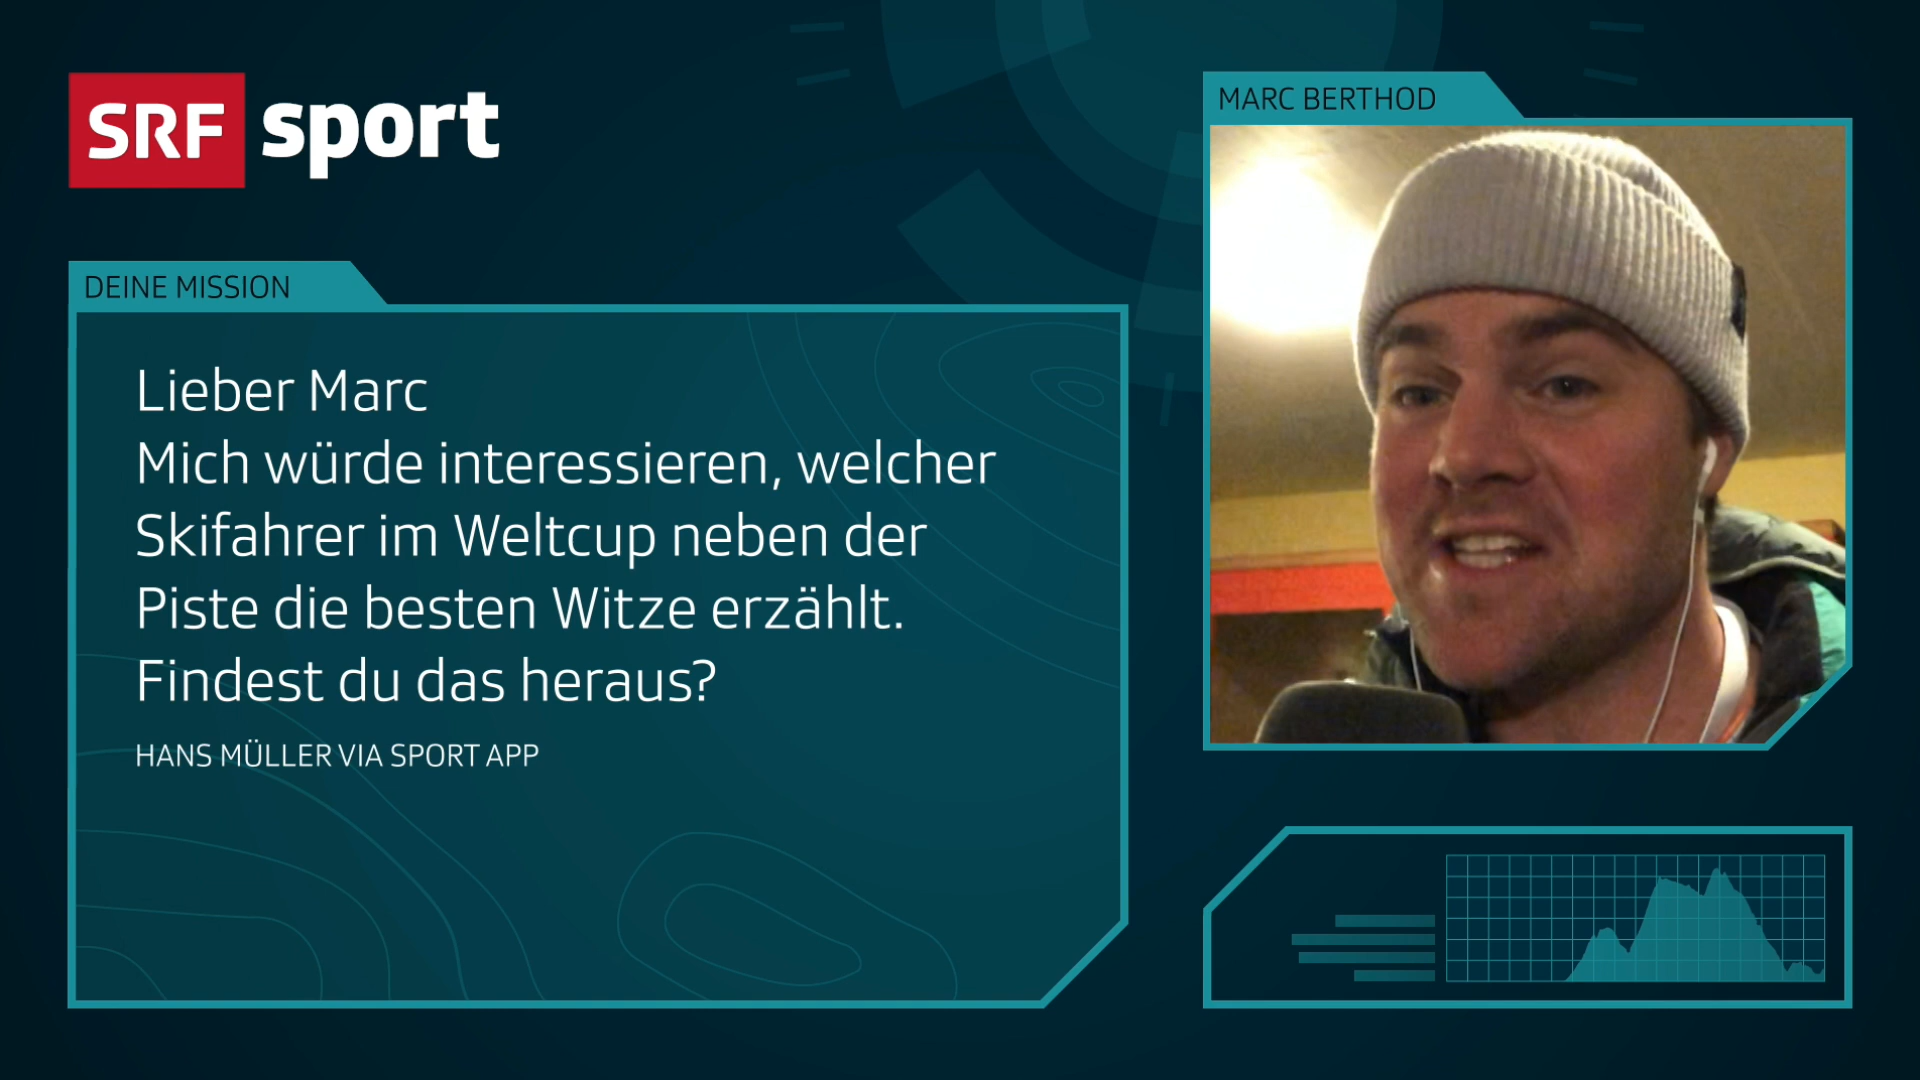 SRF sport
MARC BERTHOD
DEINE MISSION
Lieber Marc
Mich würde interessieren, welcher
Skifahrer im Weltcup neben der
Piste die besten Witze erzählt.
Findest du das heraus?
HANS MÜLLER VIA SPORT APP